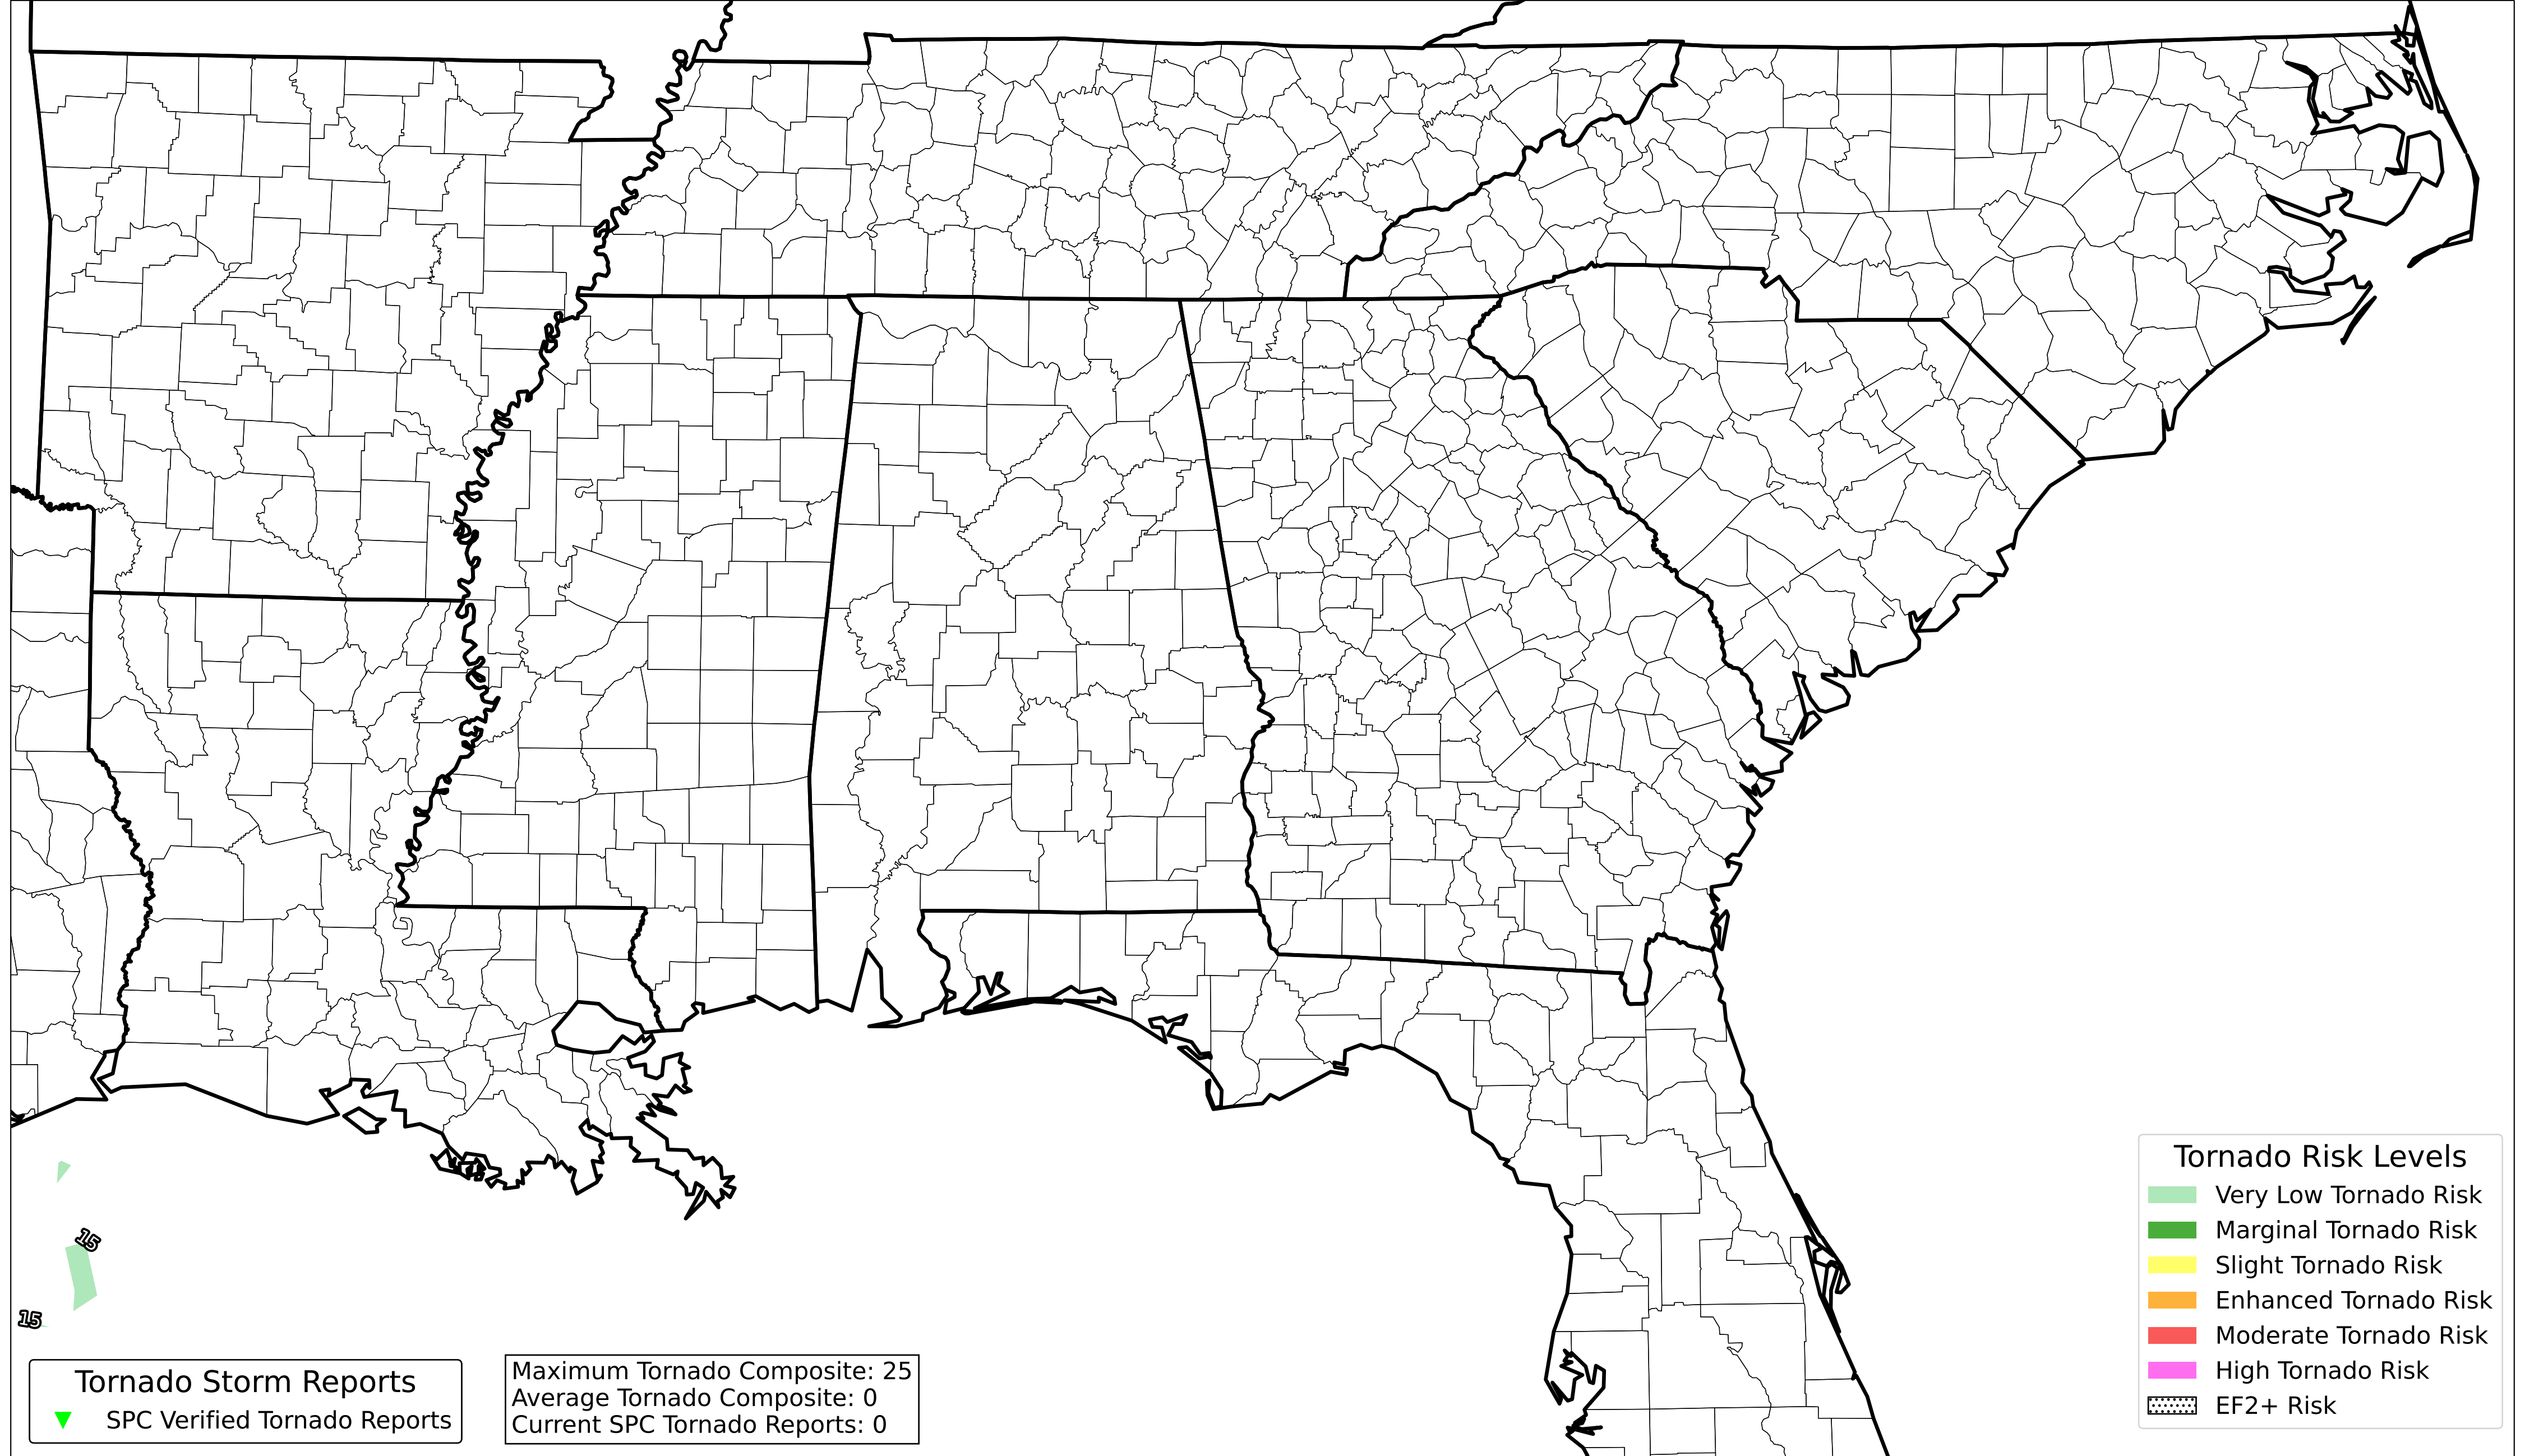 15
15
Tornado Storm Reports
SPC Verified Tornado Reports
Maximum Tornado Composite: 25
Average Tornado Composite: 0
Current SPC Tornado Reports: 0
Tornado Risk Levels
Very Low Tornado Risk
Marginal Tornado Risk
Slight Tornado Risk
Enhanced Tornado Risk
Moderate Tornado Risk
High Tornado Risk
EF2+ Risk